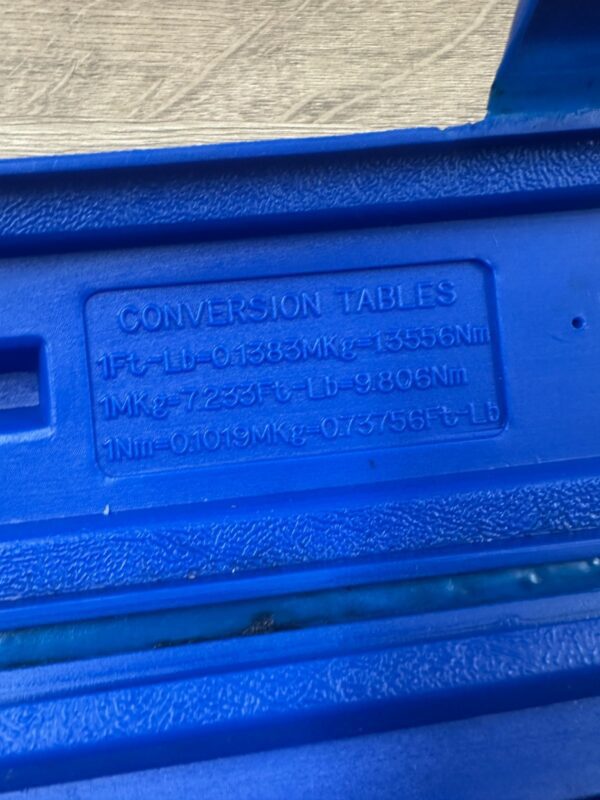 CONVERSION TABLES
1Ft-Lb=0.1383MKg=1.3556Nm
1MKg=7.233Ft-Lb=9.806Nm
1Nm=0.1019MKg=0.73756Ft-Lb